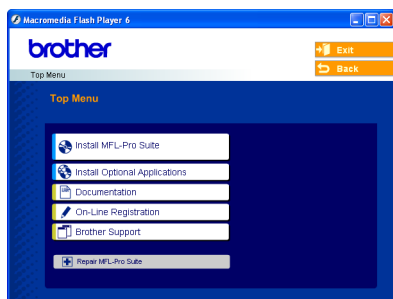 Macromedia Flash Player 6
brother
Exit
Back
Top Menu
Top Menu
Install MFL-Pro Suite
Install Optional Applications
Documentation
On-Line Registration
Brother Support
Repair MFL-Pro Suite